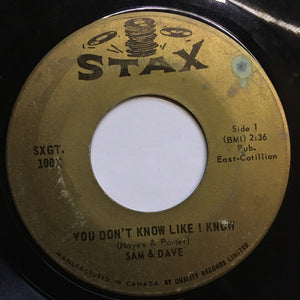 STAX
SXGT.
100X
Side 1
(BMI) 2:36
Pub.
East-Cotillion
YOU DON'T KNOW LIKE I KNOW
(Hayes & Porter)
SAM & DAVE
MANUFACTURED IN CANADA BY QUALITY RECORDS LIMITED